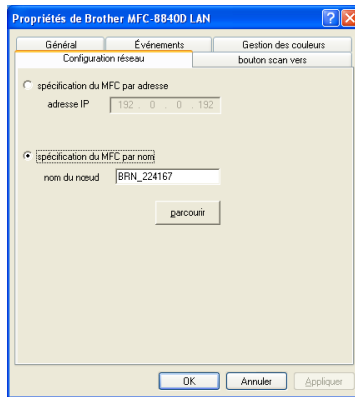 Propriétés de Brother MFC-8840D LAN
Général
Événements
Gestion des couleurs
Configuration réseau
bouton scan vers
spécification du MFC par adresse
adresse IP
192 . 0 . 0 . 192
spécification du MFC par nom
nom du nœud
BRN_224167
parcourir
OK
Annuler
Appliquer